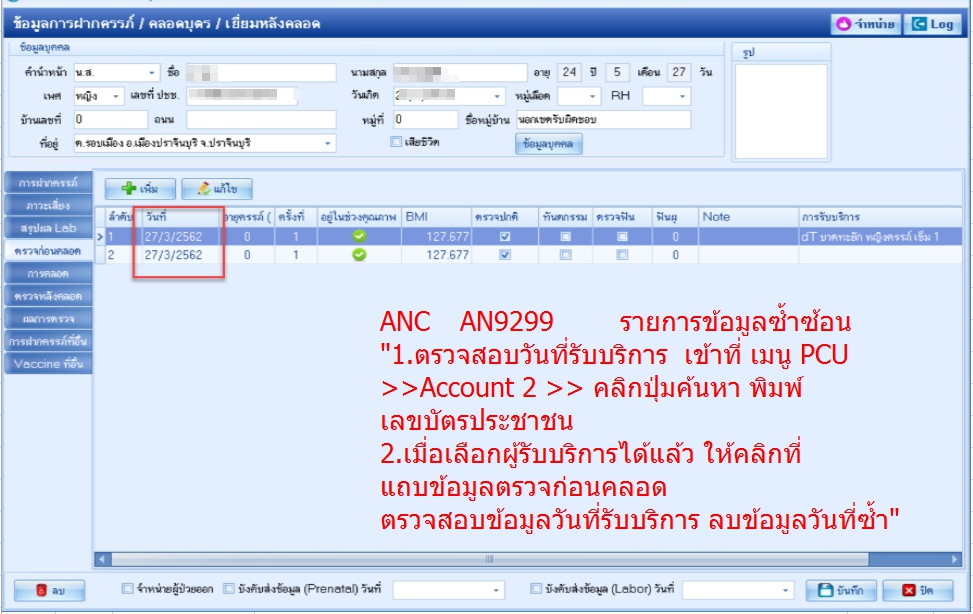 ข้อมูลการฝากครรภ์ / คลอดบุตร / เยี่ยมหลังคลอด
จำหน่าย Log
ข้อมูลบุคคล
รูป
คำนำหน้า น.ส. ชื่อ นามสกุล อายุ 24 ปี 5 เดือน 27 วัน
เพศ หญิง เลขที่ ปชช. วันเกิด หมู่เลือด RH
บ้านเลขที่ 0 ถนน หมู่ที่ 0 ชื่อหมู่บ้าน นอกเขตรับผิดชอบ
ที่อยู่ ต.รอบเมือง อ.เมืองปราจีนบุรี จ.ปราจีนบุรี เสียชีวิต ข้อมูลบุคคล
การฝากครรภ์
ภาวะเสี่ยง
สรุปผล Lab
ตรวจก่อนคลอด
การคลอด
ตรวจหลังคลอด
ผลการตรวจ
การฝากครรภ์ที่อื่น
Vaccine ที่อื่น
เพิ่ม แก้ไข
ลำดับ วันที่ อายุครรภ์ ( ครั้งที่ อยู่ในช่วงคุณภาพ BMI ตรวจปกติ ทันตกรรม ตรวจฟัน ฟันผุ Note การรับบริการ
1 27/3/2562 0 1 127.677 0 dT บาดทะยัก หญิงครรภ์ เข็ม 1
2 27/3/2562 0 1 127.677 0
ANC AN9299 รายการข้อมูลซ้ำซ้อน
"1.ตรวจสอบวันที่รับบริการ เข้าที่ เมนู PCU
>>Account 2 >> คลิกปุ่มค้นหา พิมพ์
เลขบัตรประชาชน
2.เมื่อเลือกผู้รับบริการได้แล้ว ให้คลิกที่
แถบข้อมูลตรวจก่อนคลอด
ตรวจสอบข้อมูลวันที่รับบริการ ลบข้อมูลวันที่ซ้ำ"
ลบ จำหน่ายผู้ป่วยออก บังคับส่งข้อมูล (Prenatal) วันที่ บังคับส่งข้อมูล (Labor) วันที่ บันทึก ปิด